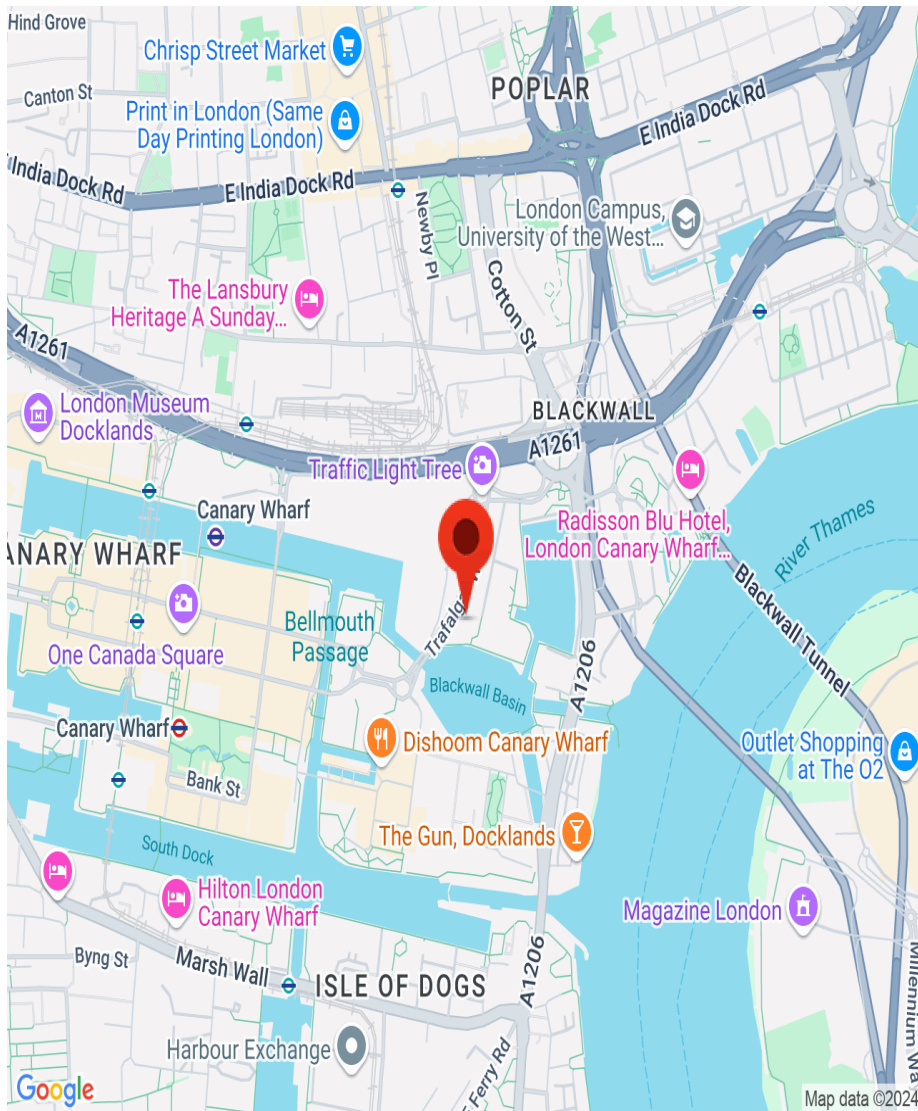 Hind Grove
Chrisp Street Market
POPLAR
Canton St
Print in London (Same
Day Printing London)
E India Dock Rd
India Dock Rd
E India Dock Rd
Newby Pl
London Campus,
University of the West...
Cotton St
The Lansbury
Heritage A Sunday...
A1261
London Museum
Docklands
BLACKWALL
A1261
Traffic Light Tree
Canary Wharf
Radisson Blu Hotel,
London Canary Wharf...
River Thames
ANARY WHARF
Blackwall Tunnel
Bellmouth
Passage
Trafalga
One Canada Square
A1206
Blackwall Basin
Canary Wharf
Dishoom Canary Wharf
Outlet Shopping
at The O2
Bank St
The Gun, Docklands
South Dock
Hilton London
Canary Wharf
Magazine London
Byng St
Marsh Wall
ISLE OF DOGS
A1206
Millennium Wa
Harbour Exchange
Ferry Rd
Google
Map data ©2024